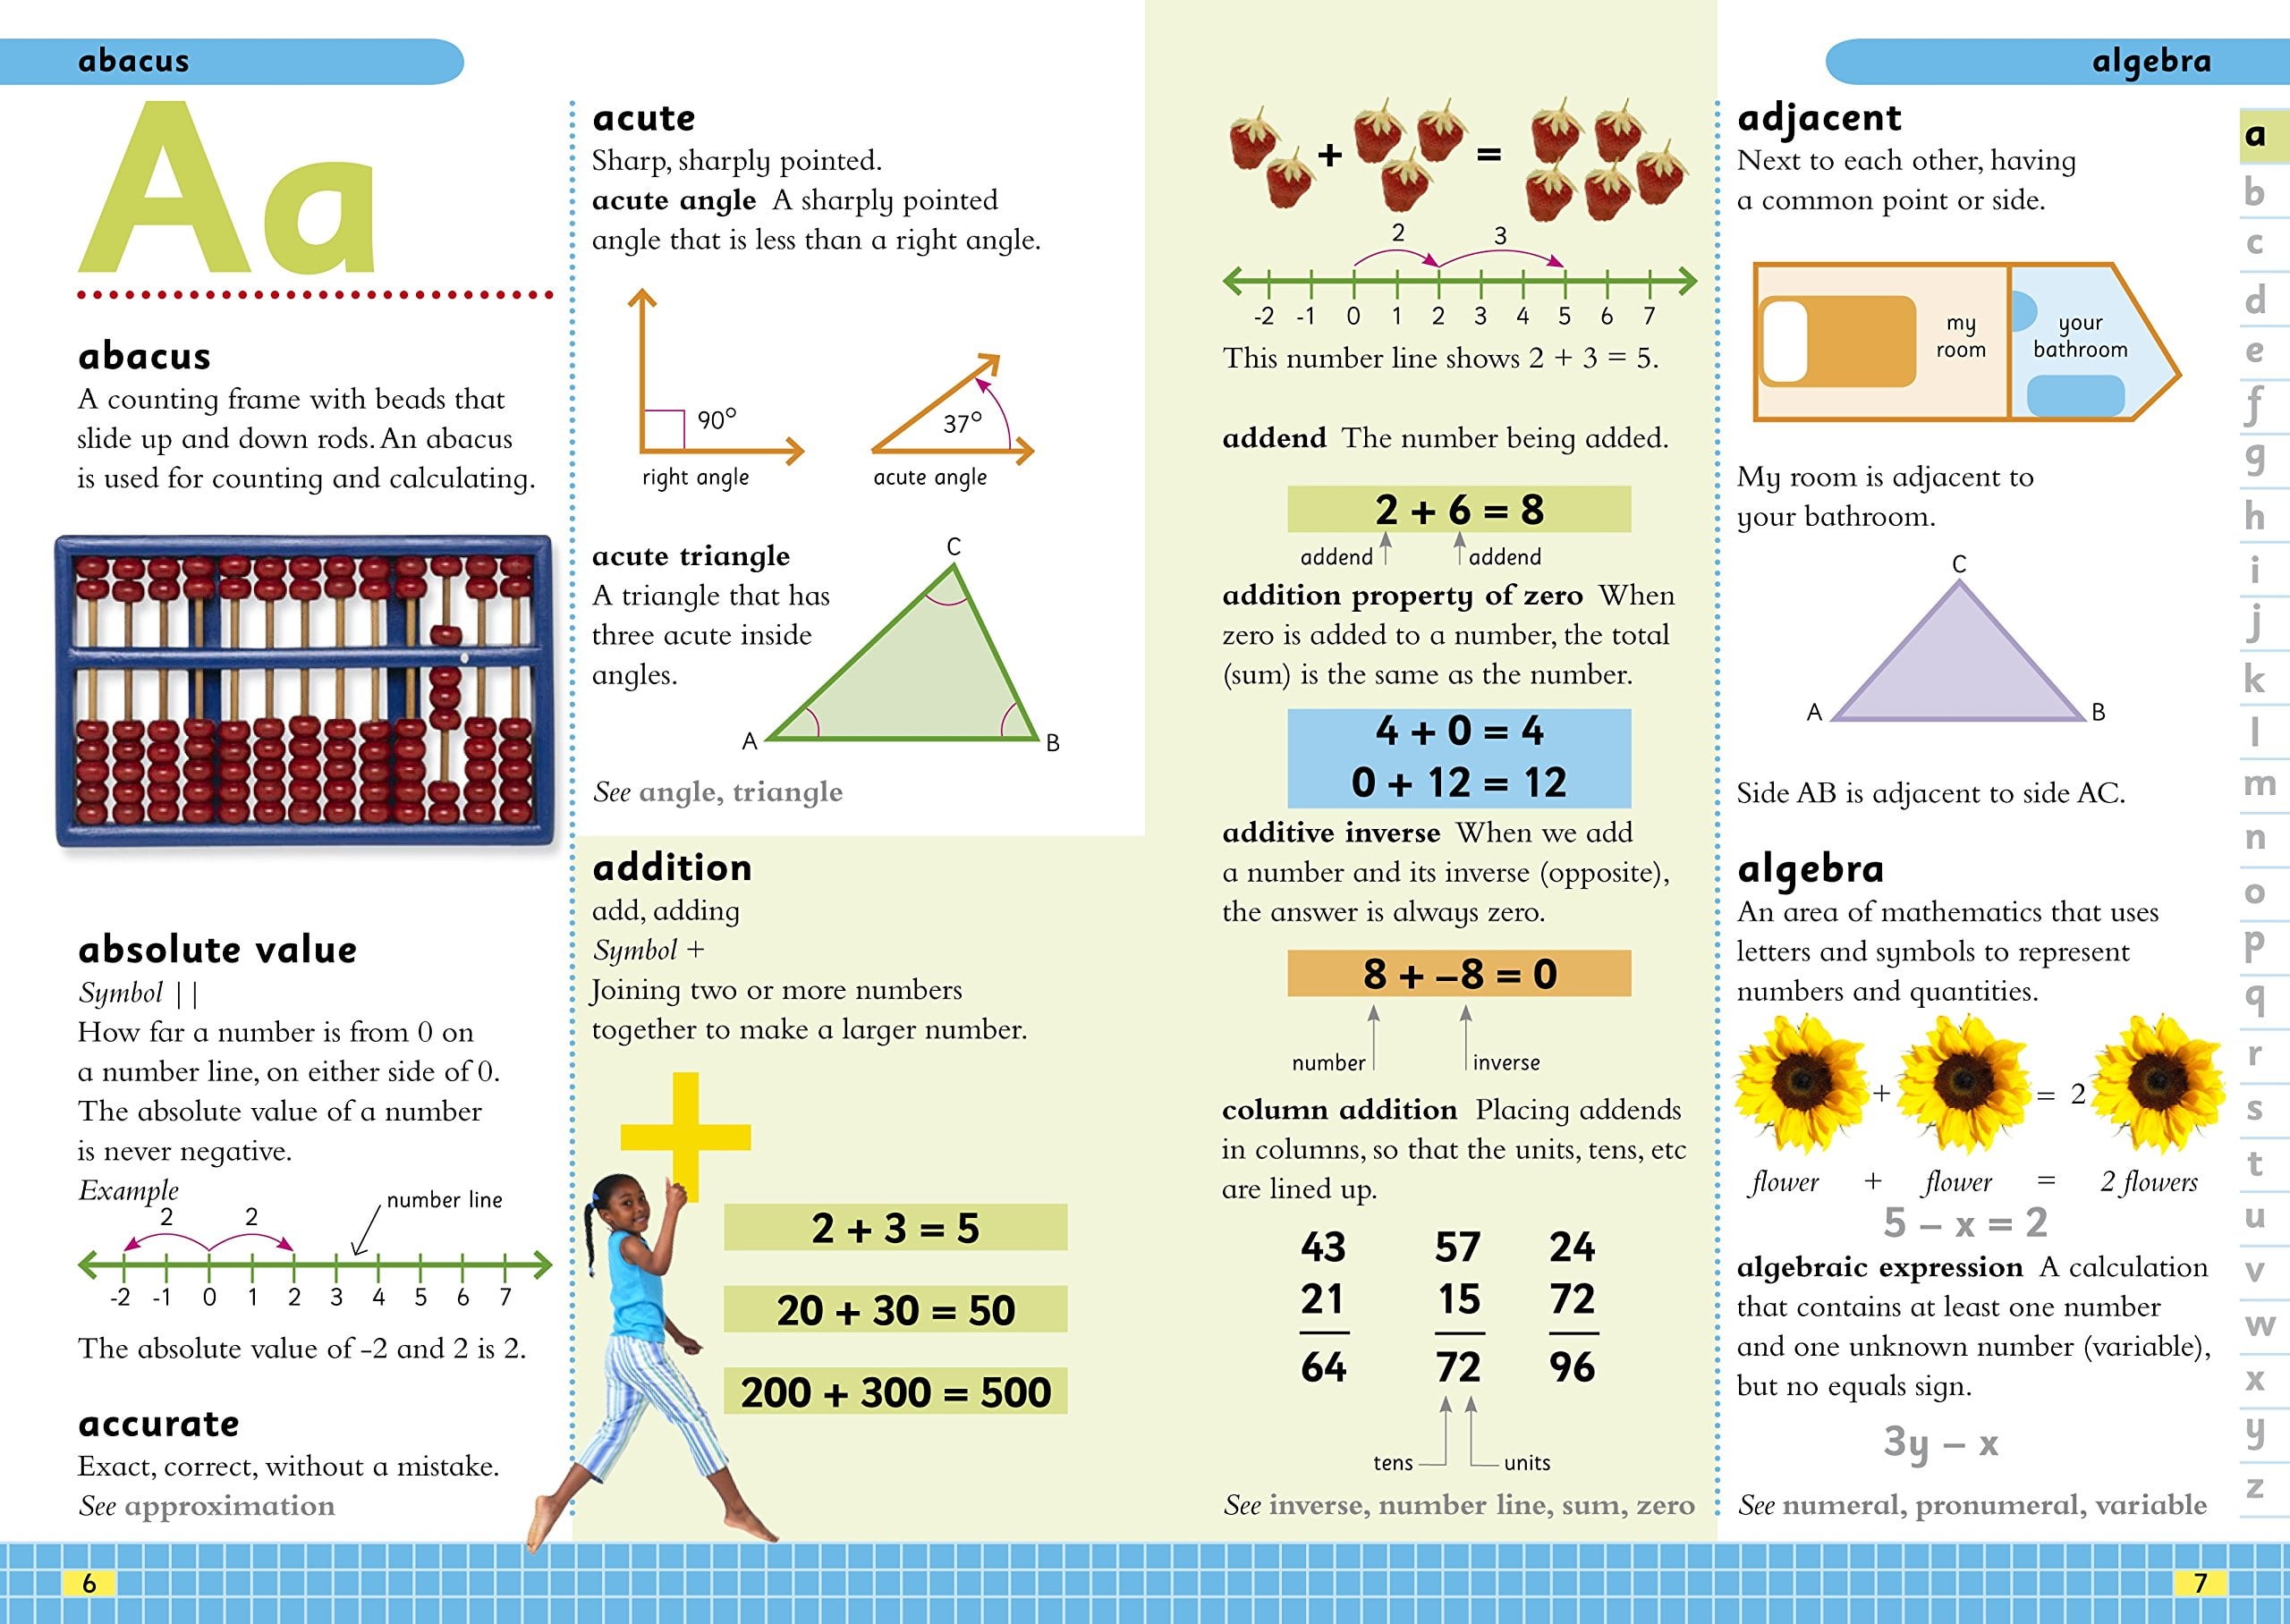 abacus
Aa
abacus
A counting frame with beads that
slide up and down rods. An abacus
is used for counting and calculating.
absolute value
Symbol ||
How far a number is from 0 on
a number line, on either side of 0.
The absolute value of a number
is never negative.
Example
number line
2 2
-2 -1 0 1 2 3 4 5 6 7
The absolute value of -2 and 2 is 2.
accurate
Exact, correct, without a mistake.
See approximation
acute
Sharp, sharply pointed.
acute angle A sharply pointed
angle that is less than a right angle.
90° 37°
right angle acute angle
acute triangle
A triangle that has
three acute inside
angles.
C
A B
See angle, triangle
addition
add, adding
Symbol +
Joining two or more numbers
together to make a larger number.
2 + 3 = 5
20 + 30 = 50
200 + 300 = 500
6
+ =
2 3
-2 -1 0 1 2 3 4 5 6 7
This number line shows 2 + 3 = 5.
addend The number being added.
2 + 6 = 8
addend addend
addition property of zero When
zero is added to a number, the total
(sum) is the same as the number.
4 + 0 = 4
0 + 12 = 12
additive inverse When we add
a number and its inverse (opposite),
the answer is always zero.
8 + –8 = 0
number inverse
column addition Placing addends
in columns, so that the units, tens, etc
are lined up.
43 57 24
21 15 72
64 72 96
tens units
See inverse, number line, sum, zero
algebra
adjacent
Next to each other, having
a common point or side.
my
room
your
bathroom
My room is adjacent to
your bathroom.
C
A B
Side AB is adjacent to side AC.
algebra
An area of mathematics that uses
letters and symbols to represent
numbers and quantities.
+ = 2
flower + flower = 2 flowers
5 – x = 2
algebraic expression A calculation
that contains at least one number
and one unknown number (variable),
but no equals sign.
3y – x
See numeral, pronumeral, variable
a
b
c
d
e
f
g
h
i
j
k
l
m
n
o
p
q
r
s
t
u
v
w
x
y
z
7